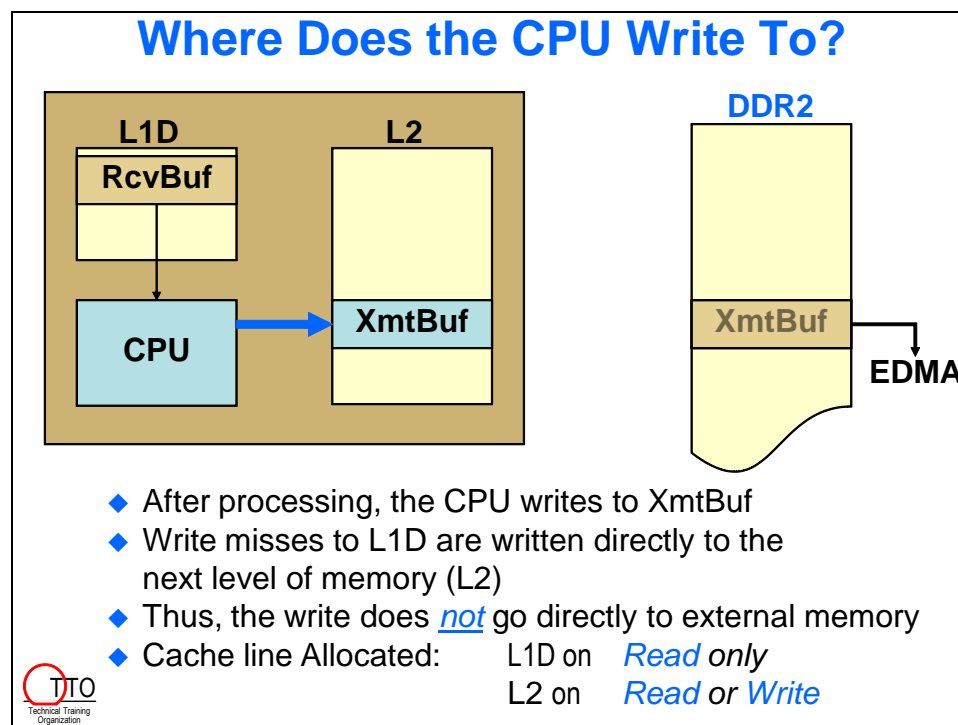 Where Does the CPU Write To?
DDR2
L1D
L2
RcvBuf
XmtBuf
XmtBuf
CPU
EDMA
◆ After processing, the CPU writes to XmtBuf
◆ Write misses to L1D are written directly to the
next level of memory (L2)
◆ Thus, the write does not go directly to external memory
◆ Cache line Allocated: L1D on Read only
L2 on Read or Write
TTO
Technical Training
Organization